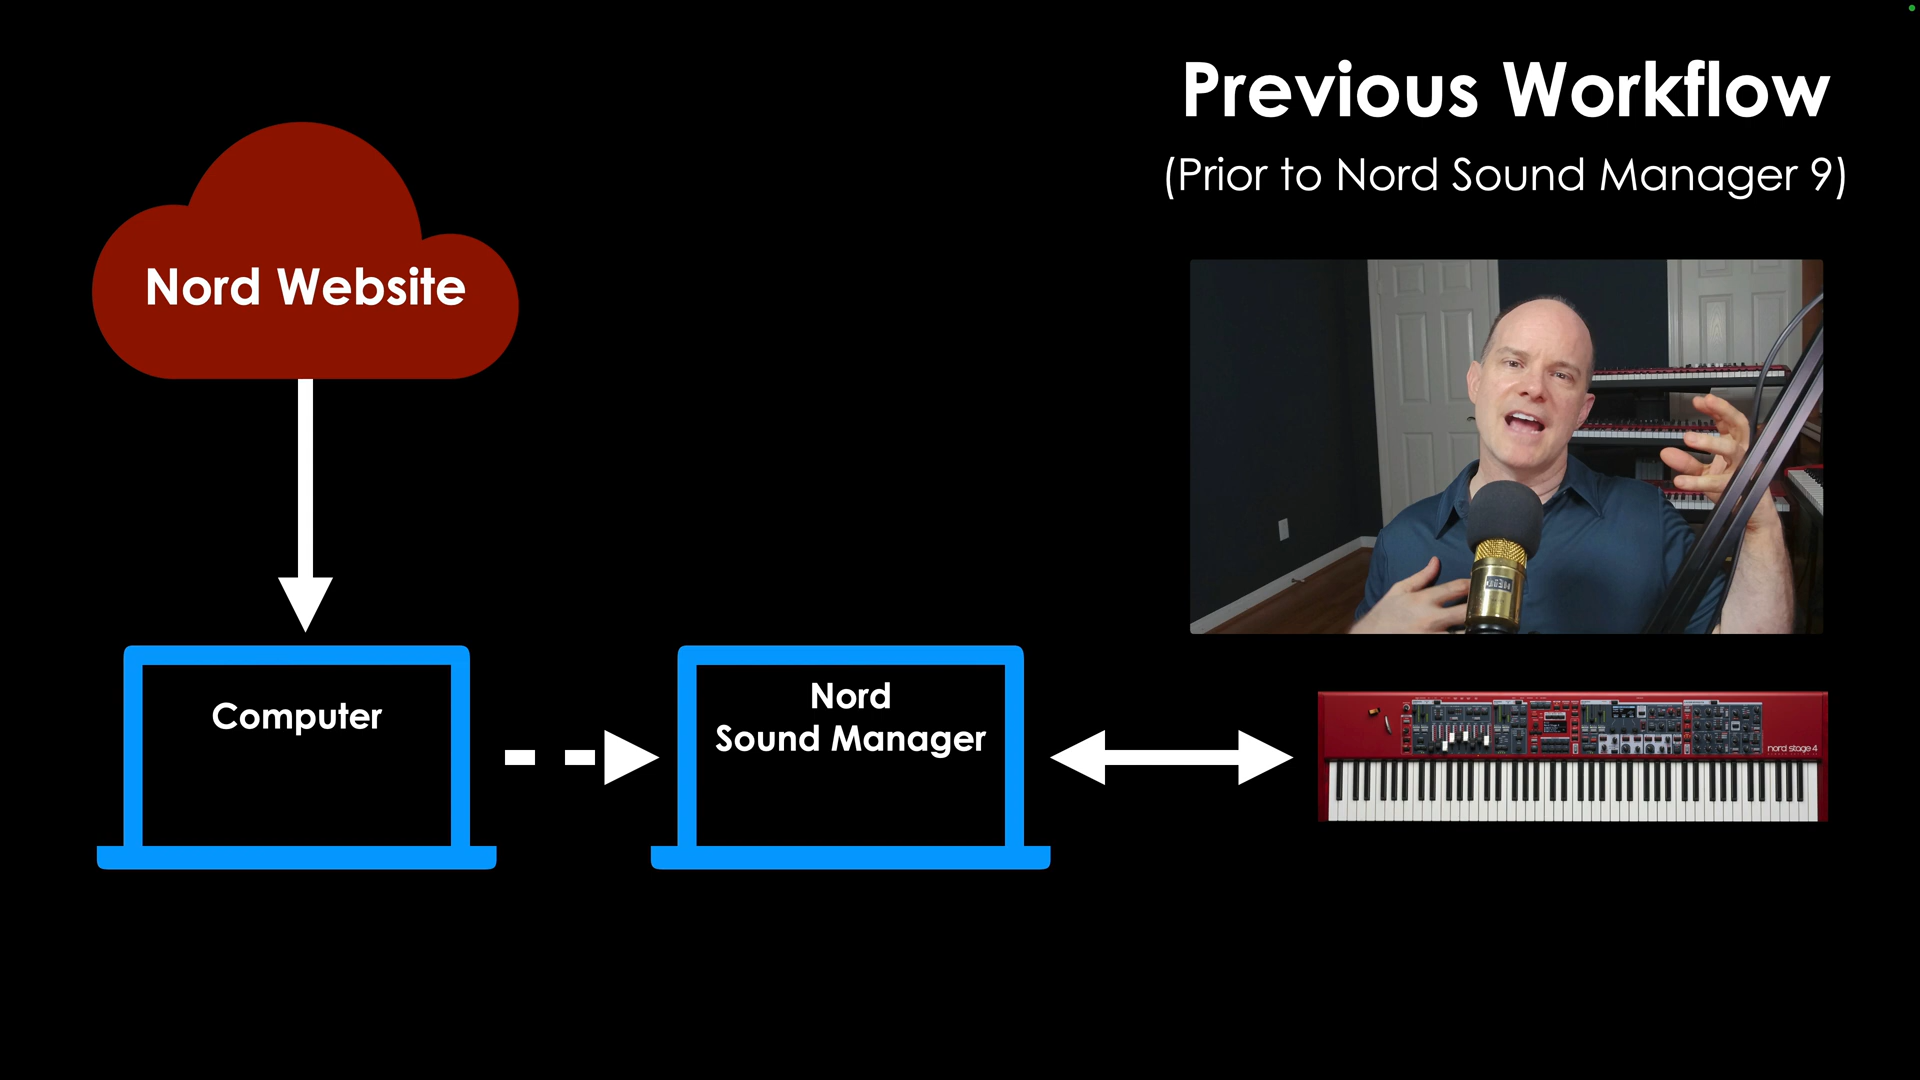 Previous Workflow
(Prior to Nord Sound Manager 9)
Nord Website
Computer
Nord
Sound Manager
nord stage 4